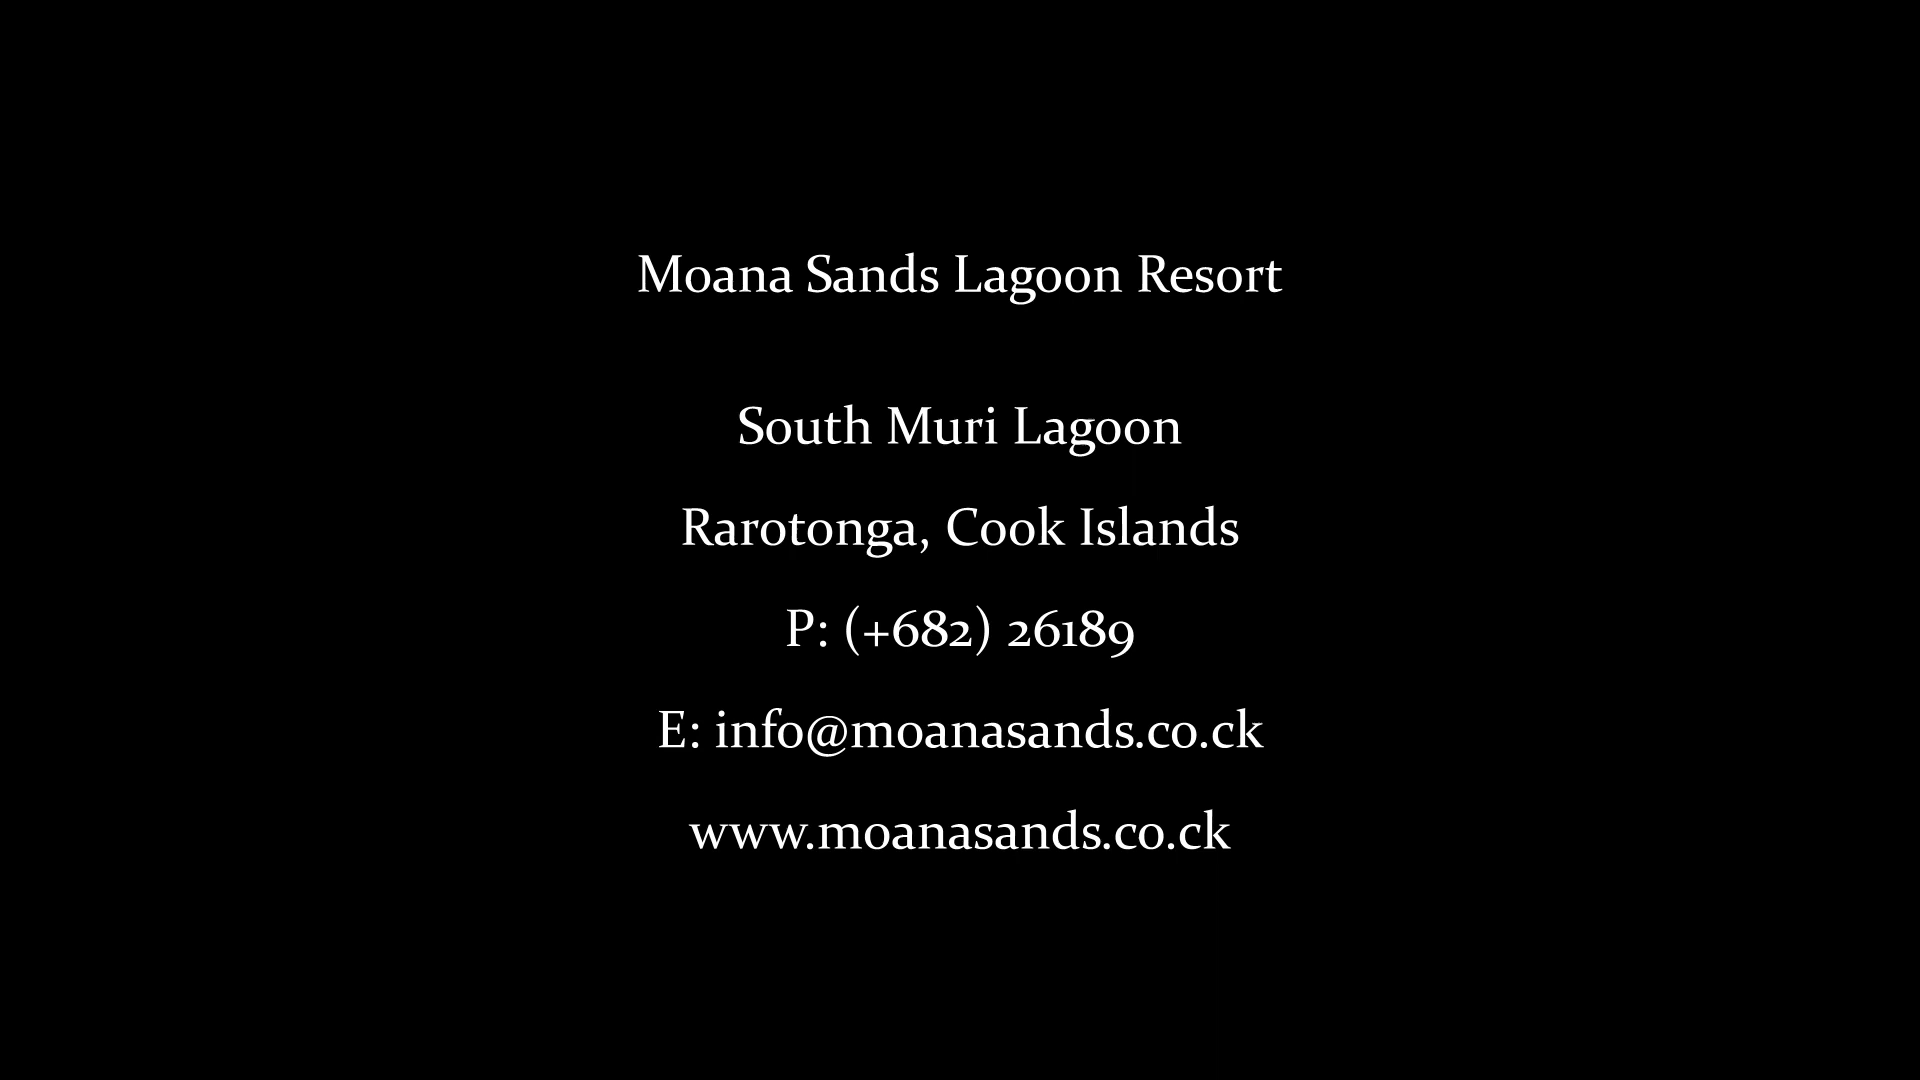 Moana Sands Lagoon Resort
South Muri Lagoon
Rarotonga, Cook Islands
P: (+682) 26189
E: info@moanasands.co.ck
www.moanasands.co.ck